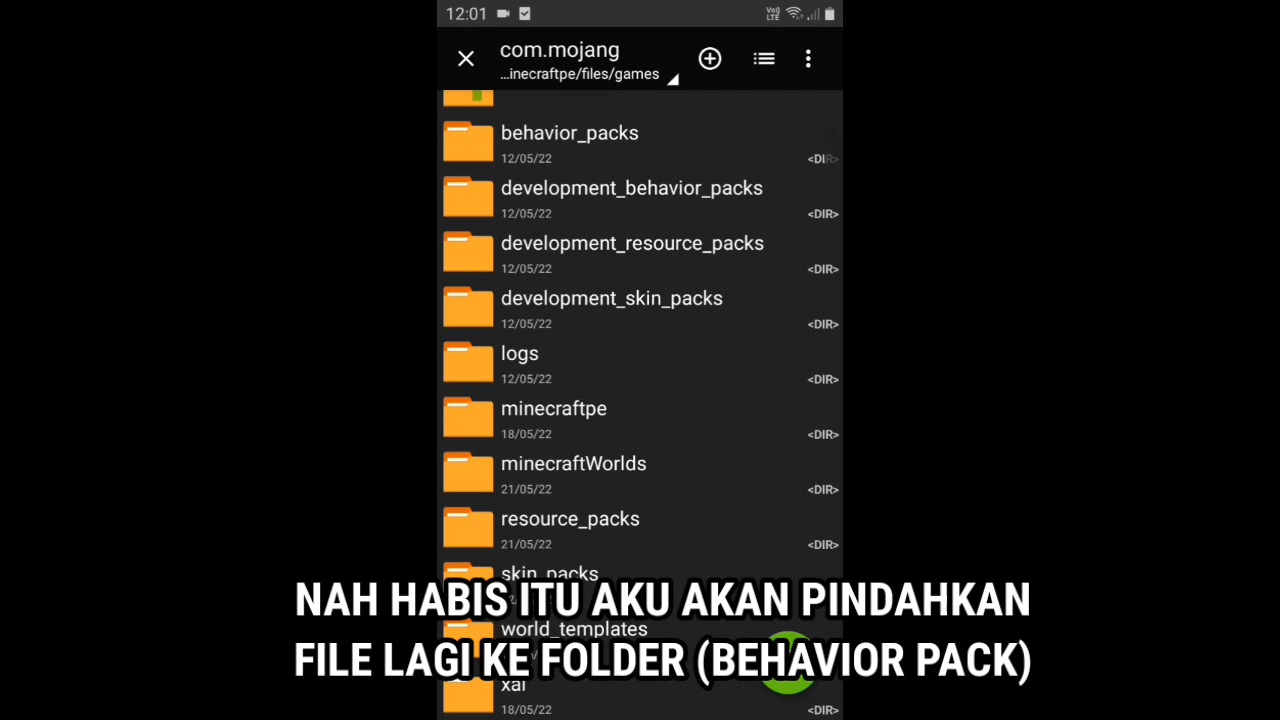 12:01
Vo)) LTE
com.mojang
...inecraftpe/files/games
behavior_packs
12/05/22
<DIR>
development_behavior_packs
12/05/22
<DIR>
development_resource_packs
12/05/22
<DIR>
development_skin_packs
12/05/22
<DIR>
logs
12/05/22
<DIR>
minecraftpe
18/05/22
<DIR>
minecraftWorlds
21/05/22
<DIR>
resource_packs
21/05/22
<DIR>
skin_packs
world_templates
xal
18/05/22
<DIR>
NAH HABIS ITU AKU AKAN PINDAHKAN
FILE LAGI KE FOLDER (BEHAVIOR PACK)